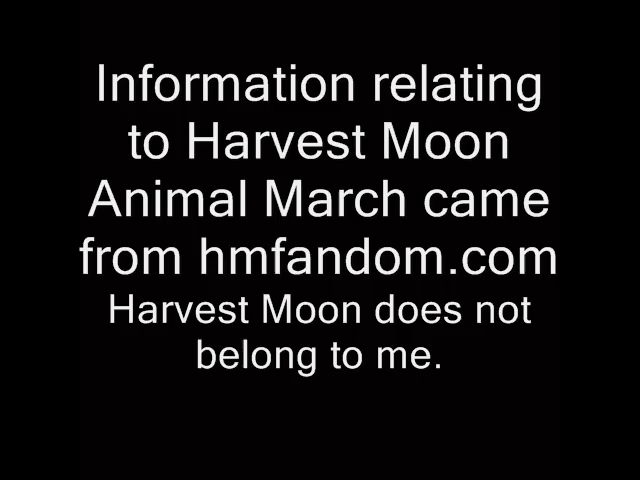 Information relating
to Harvest Moon
Animal March came
from hmfandom.com
Harvest Moon does not
belong to me.